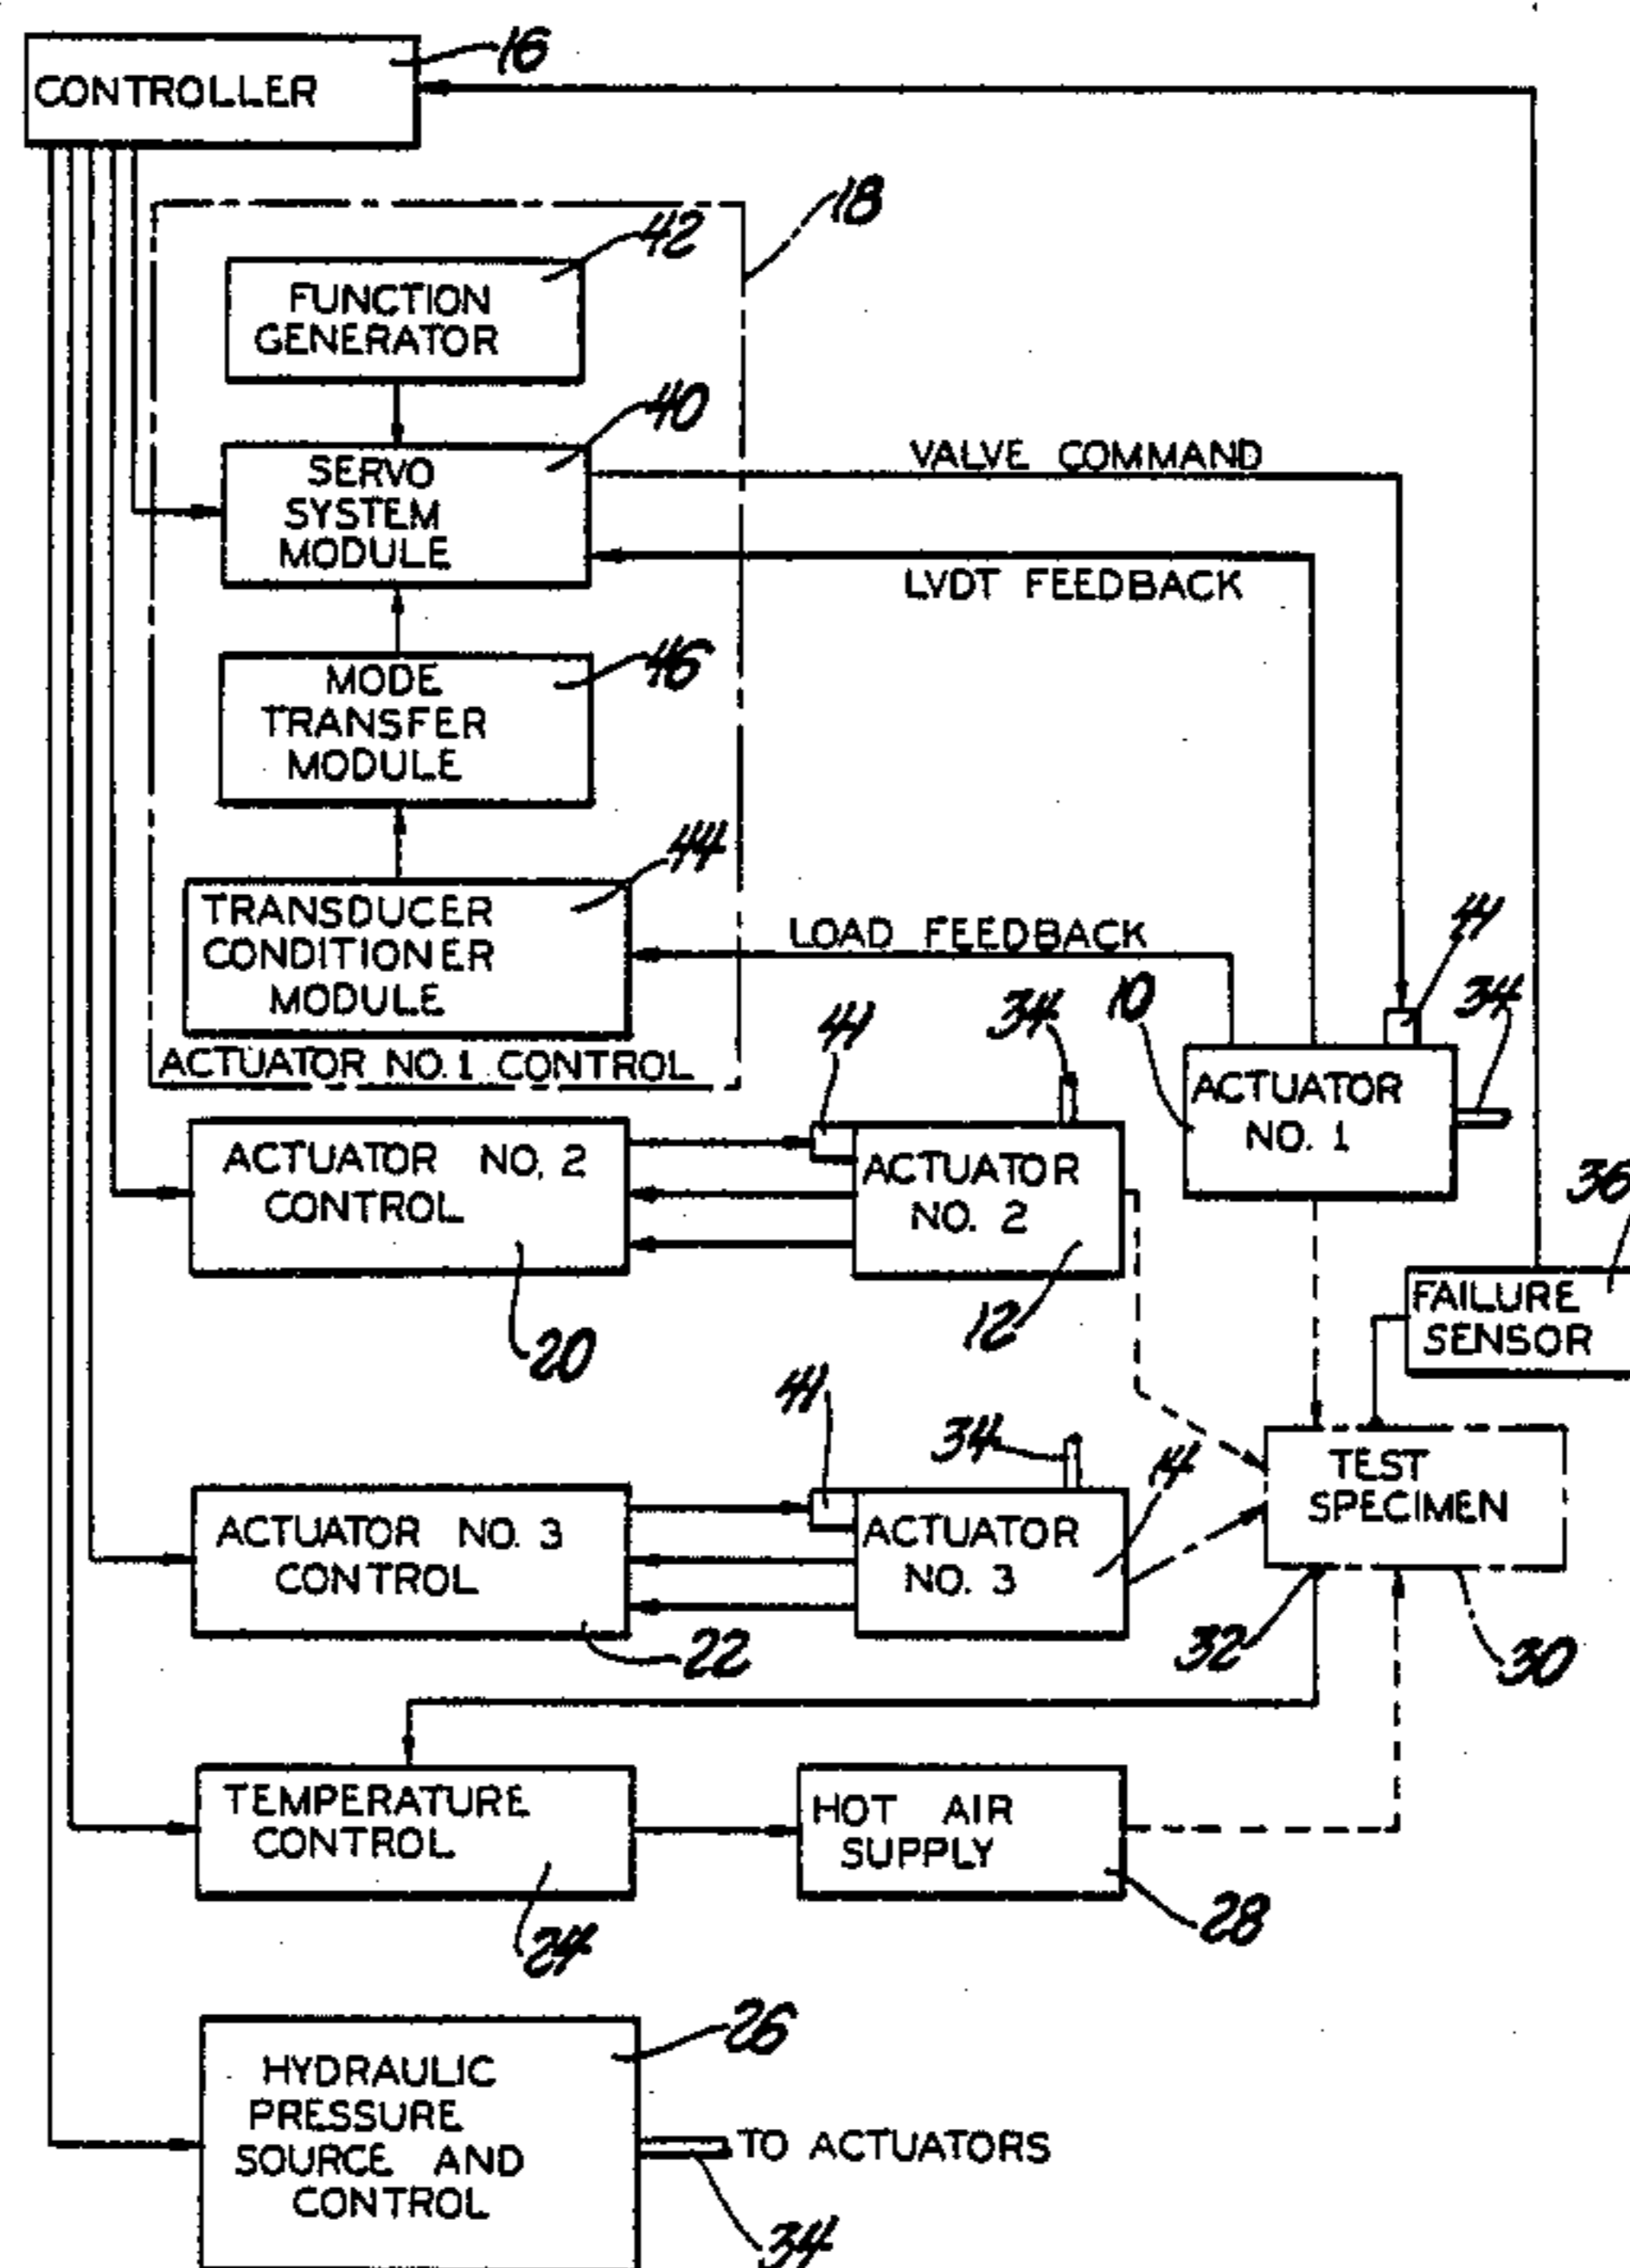 16
CONTROLLER
18
42
FUNCTION
GENERATOR
40
SERVO
SYSTEM
MODULE
VALVE COMMAND
LVDT FEEDBACK
46
MODE
TRANSFER
MODULE
44
TRANSDUCER
CONDITIONER
MODULE
LOAD FEEDBACK
ACTUATOR NO. 1 CONTROL
41
34
10
ACTUATOR
NO. 1
41
34
ACTUATOR NO. 2
CONTROL
20
ACTUATOR
NO. 2
12
36
FAILURE
SENSOR
41
34
14
ACTUATOR NO. 3
CONTROL
22
ACTUATOR
NO. 3
TEST
SPECIMEN
32
30
TEMPERATURE
CONTROL
24
HOT AIR
SUPPLY
28
26
HYDRAULIC
PRESSURE
SOURCE AND
CONTROL
TO ACTUATORS
34